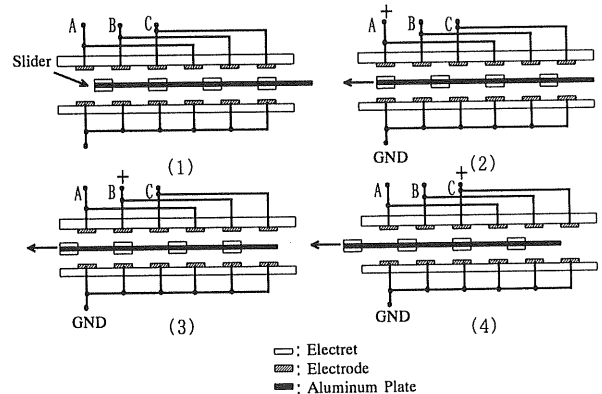 A B C
Slider
(1)
+
A B C
GND
(2)
+
A B C
GND
(3)
+
A B C
GND
(4)
: Electret
: Electrode
: Aluminum Plate